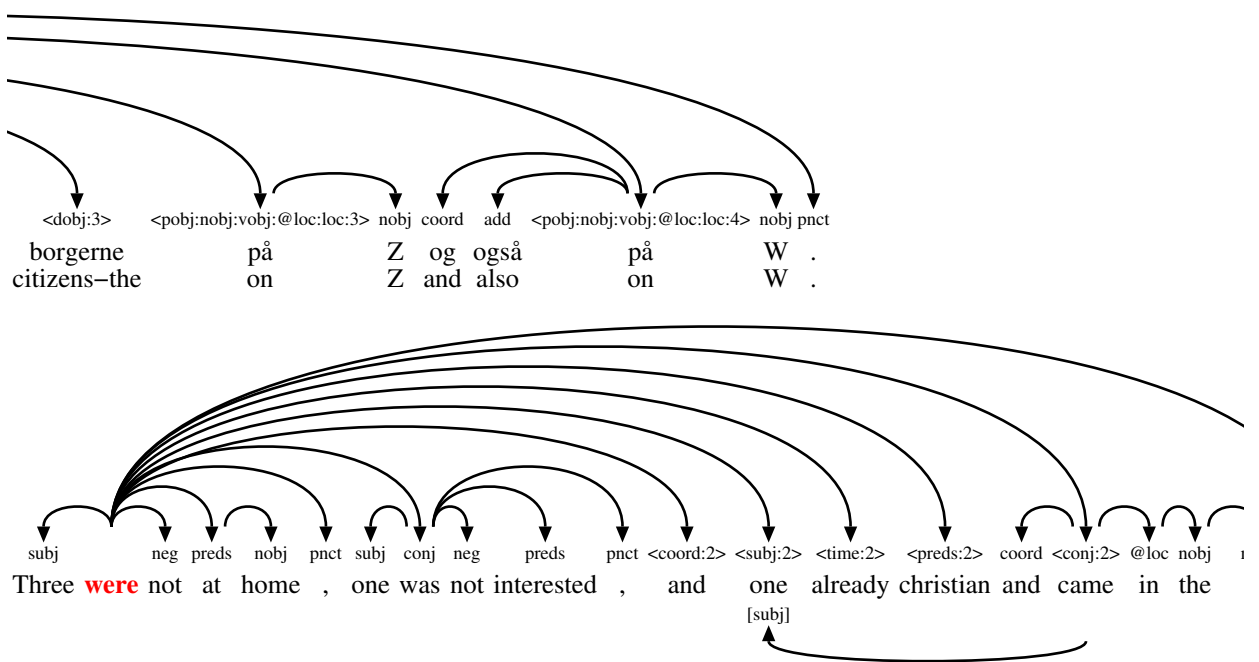 <dobj:3> <pobj:nobj:vobj:@loc:loc:3> nobj coord add <pobj:nobj:vobj:@loc:loc:4> nobj pnct
borgerne på Z og også på W .
citizens−the on Z and also on W .
subj neg preds nobj pnct subj conj neg preds pnct <coord:2> <subj:2> <time:2> <preds:2> coord <conj:2> @loc nobj
Three were not at home , one was not interested , and one already christian and came in the
[subj]